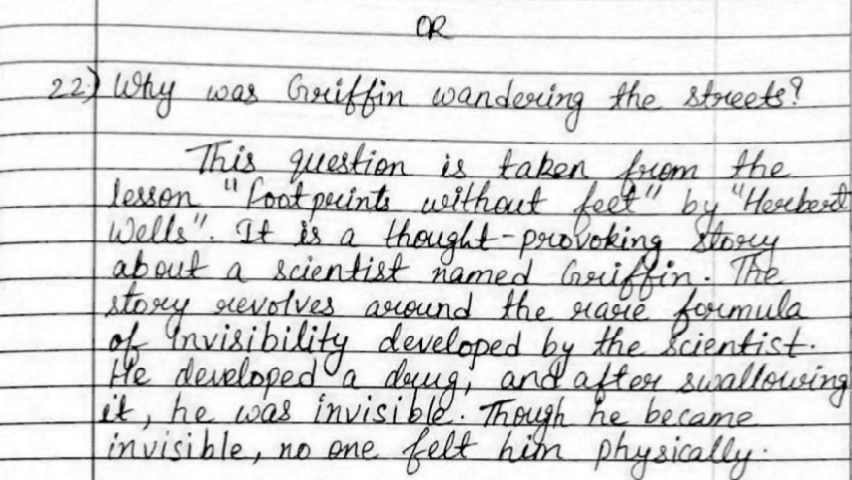 OR
22.) Why was Griffin wandering the streets?
This question is taken from the
lesson "Footprints without feet" by "Herebert
Wells". It is a thought-provoking story
about a scientist named Griffin. The
story revolves around the rare formula
of invisibility developed by the scientist.
He developed a drug, and after swallowing
it, he was invisible. Though he became
invisible, no one felt him physically.